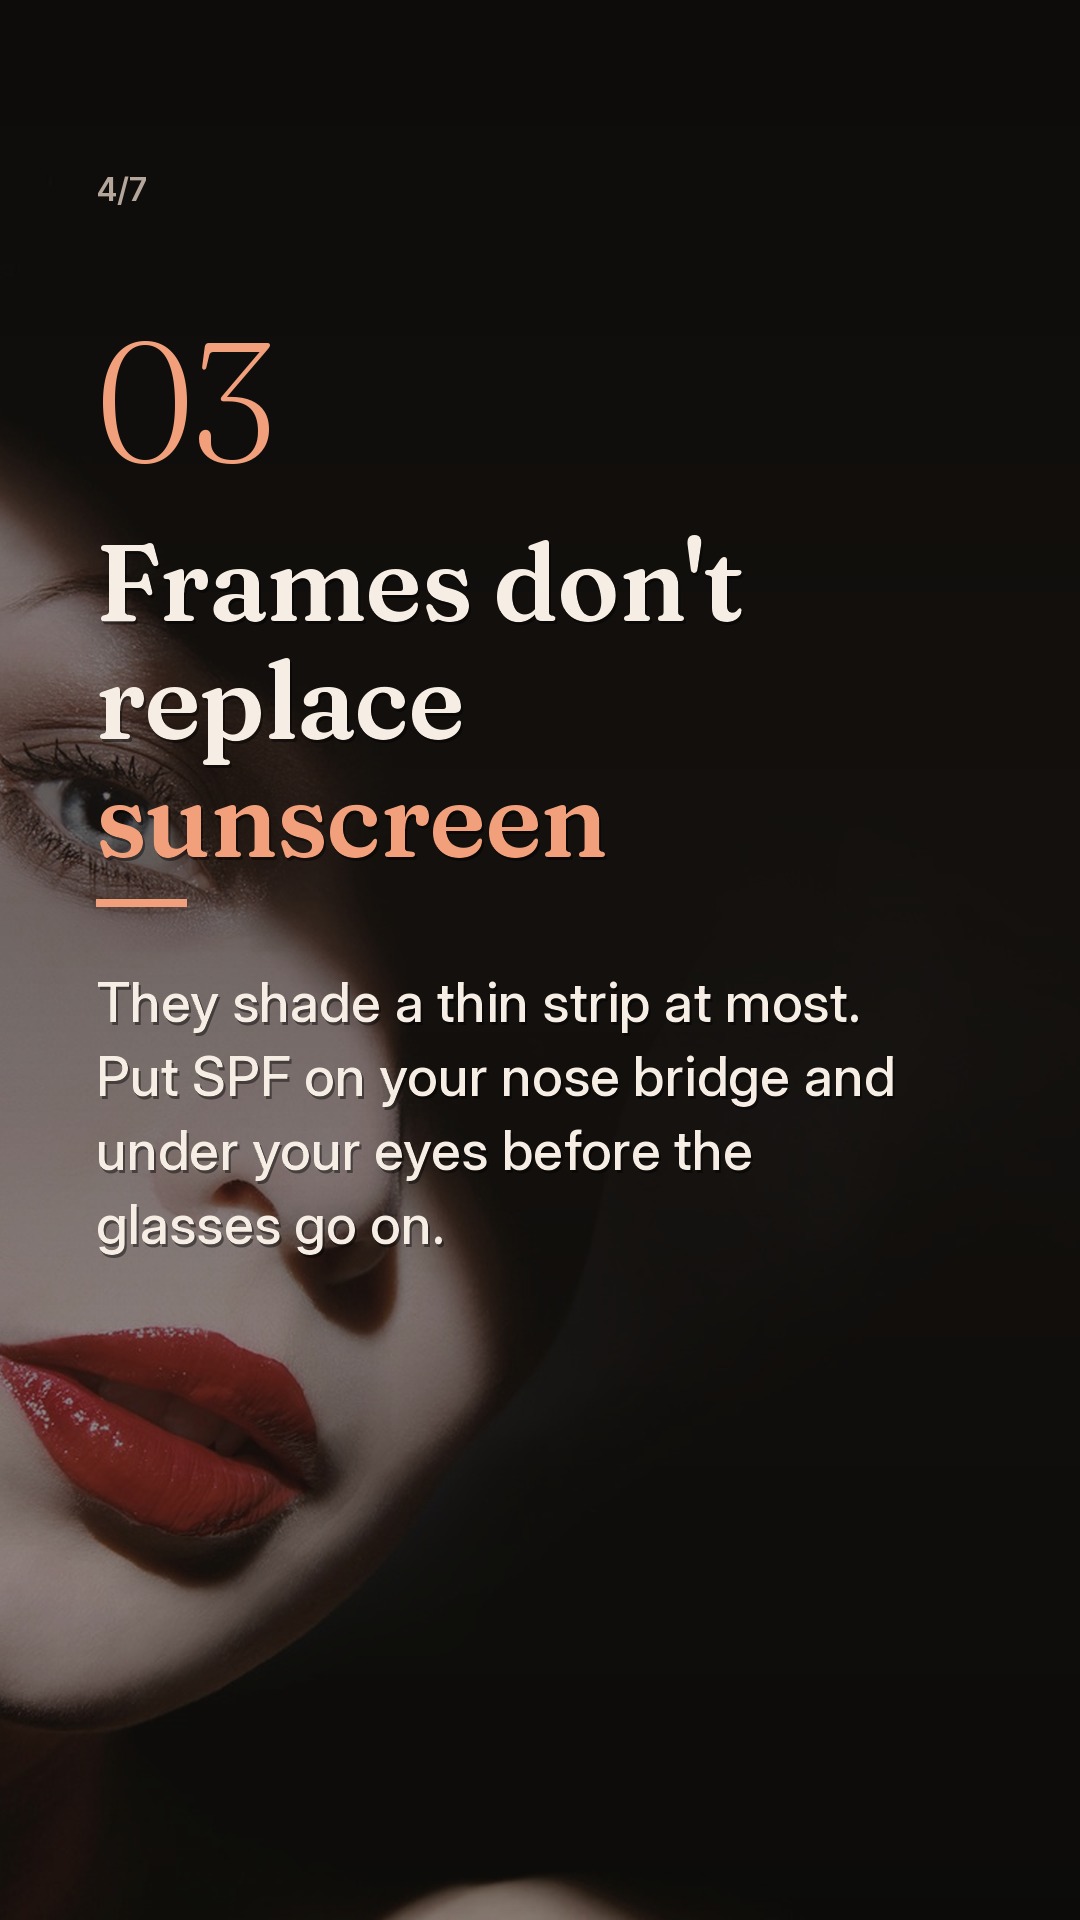 4/7
03
Frames don't
replace
sunscreen
They shade a thin strip at most.
Put SPF on your nose bridge and
under your eyes before the
glasses go on.